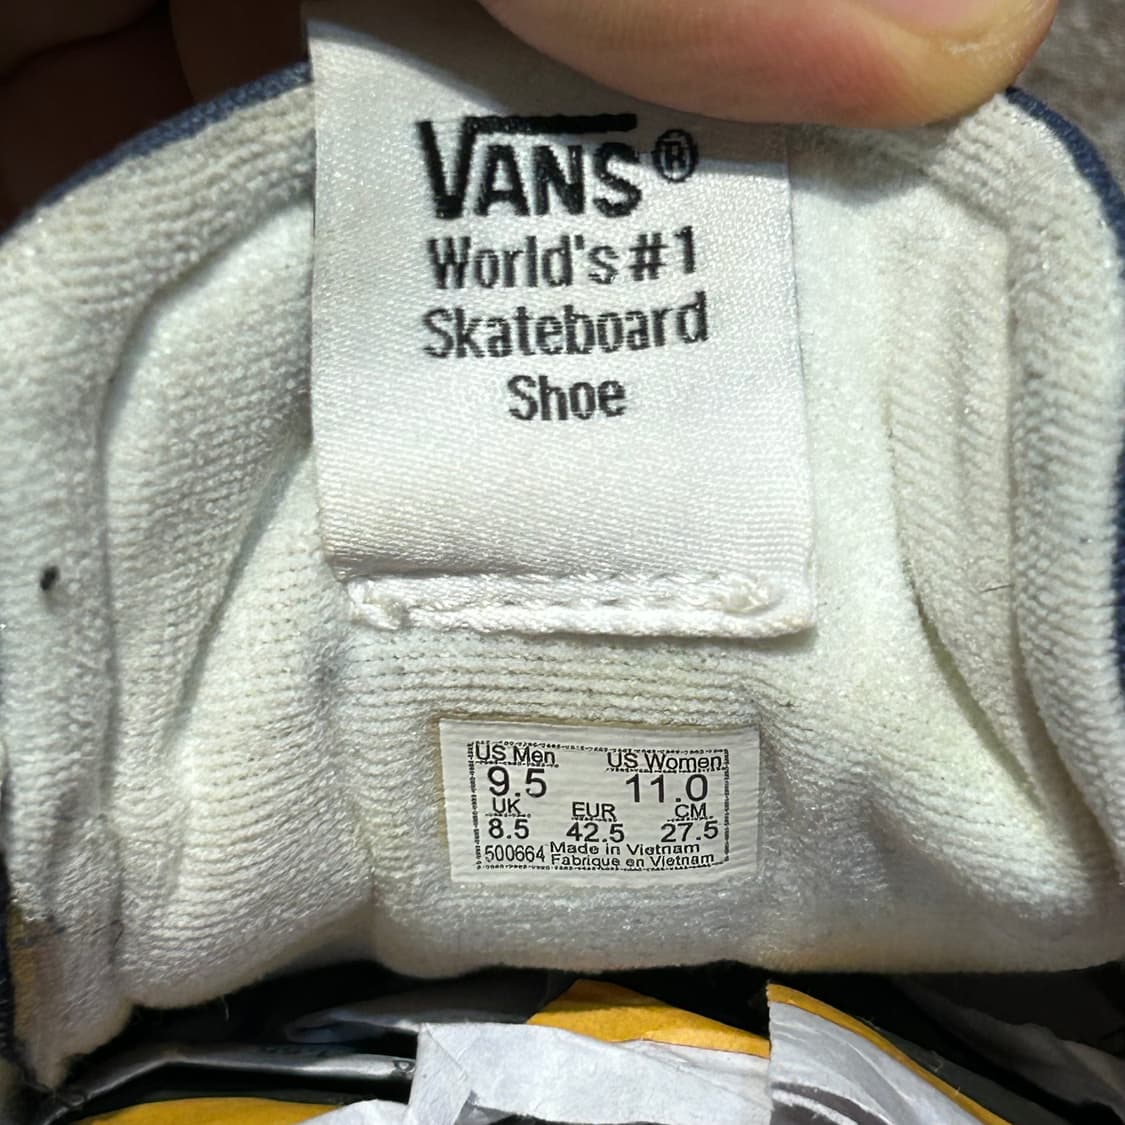 VANS®
World's #1
Skateboard
Shoe
US Men US Women
9.5 11.0
UK EUR CM
8.5 42.5 27.5
500664 Made in Vietnam
Fabrique en Vietnam